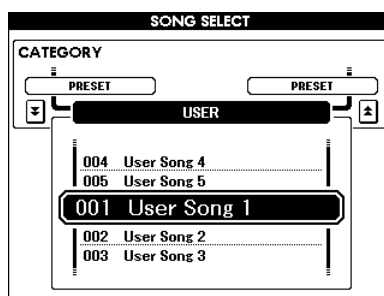 SONG SELECT
CATEGORY
PRESET PRESET
USER
004 User Song 4
005 User Song 5
001 User Song 1
002 User Song 2
003 User Song 3